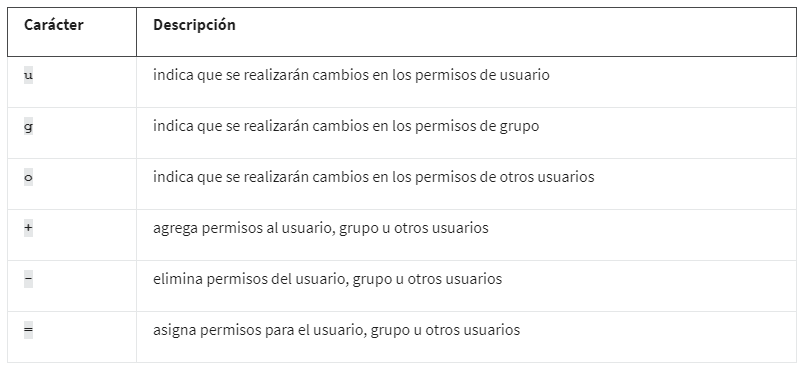 Carácter Descripción
u indica que se realizarán cambios en los permisos de usuario
g indica que se realizarán cambios en los permisos de grupo
o indica que se realizarán cambios en los permisos de otros usuarios
+ agrega permisos al usuario, grupo u otros usuarios
- elimina permisos del usuario, grupo u otros usuarios
= asigna permisos para el usuario, grupo u otros usuarios